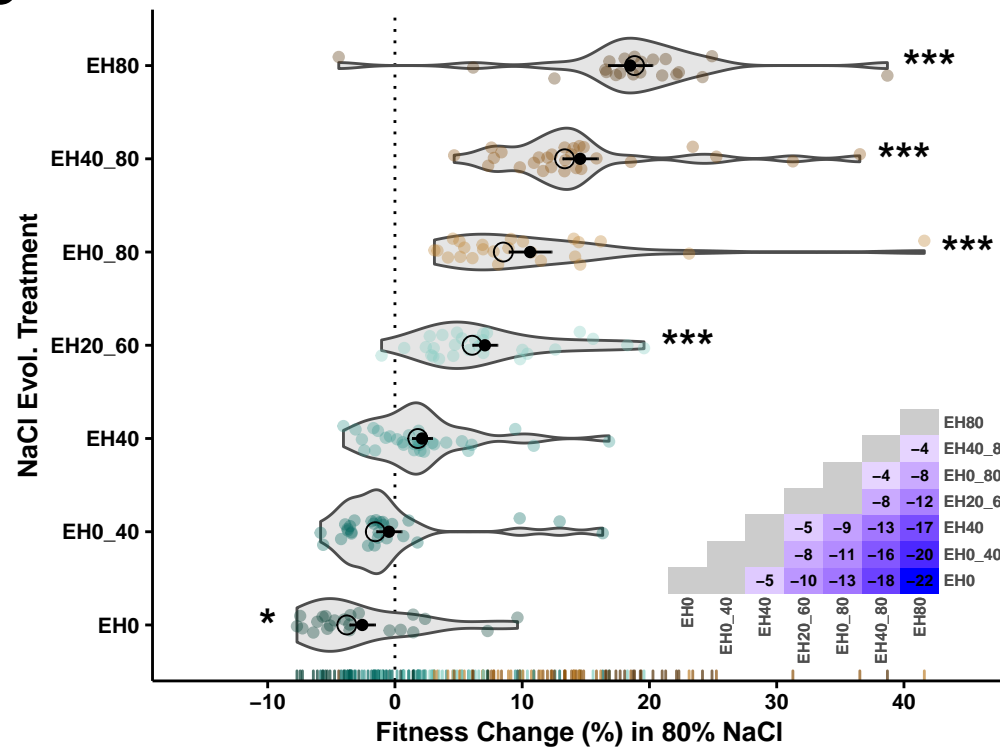 EH80
***
EH40_80
***
EH0_80
***
EH20_60
***
EH40
EH0_40
EH0
*
NaCl Evol. Treatment
−10 0 10 20 30 40
Fitness Change (%) in 80% NaCl
EH80
−4 EH40_8
−4 −8 EH0_80
−8 −12 EH20_6
−5 −9 −13 −17 EH40
−8 −11 −16 −20 EH0_40
−5 −10 −13 −18 −22 EH0
EH0 EH0_40 EH40 EH20_60 EH0_80 EH40_80 EH80